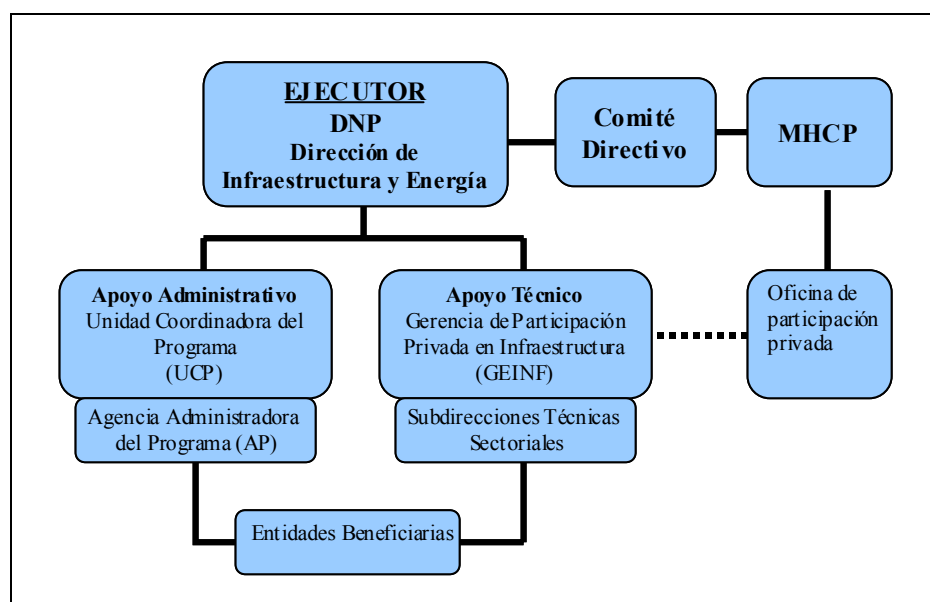 EJECUTOR
DNP
Dirección de
Infraestructura y Energía
Comité
Directivo
MHCP
Apoyo Administrativo
Unidad Coordinadora del
Programa
(UCP)
Apoyo Técnico
Gerencia de Participación
Privada en Infraestructura
(GEINF)
Oficina de
participación
privada
Agencia Administradora
del Programa (AP)
Subdirecciones Técnicas
Sectoriales
Entidades Beneficiarias